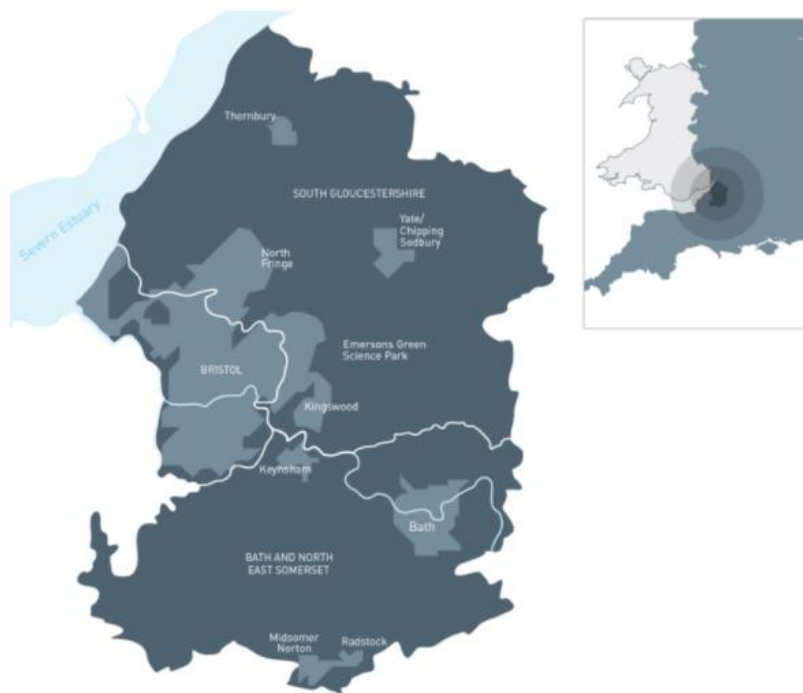 Thornbury
SOUTH GLOUCESTERSHIRE
Severn Estuary
Yate/
Chipping
Sodbury
North
Fringe
Emersons Green
Science Park
BRISTOL
Kingswood
Keynsham
Bath
BATH AND NORTH
EAST SOMERSET
Midsomer
Norton
Radstock